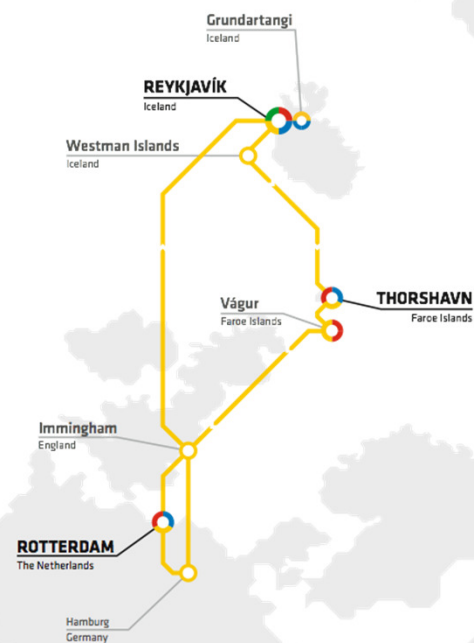 Grundartangi
Iceland
REYKJAVÍK
Iceland
Westman Islands
Iceland
THORSHAVN
Faroe Islands
Vágur
Faroe Islands
Immingham
England
ROTTERDAM
The Netherlands
Hamburg
Germany